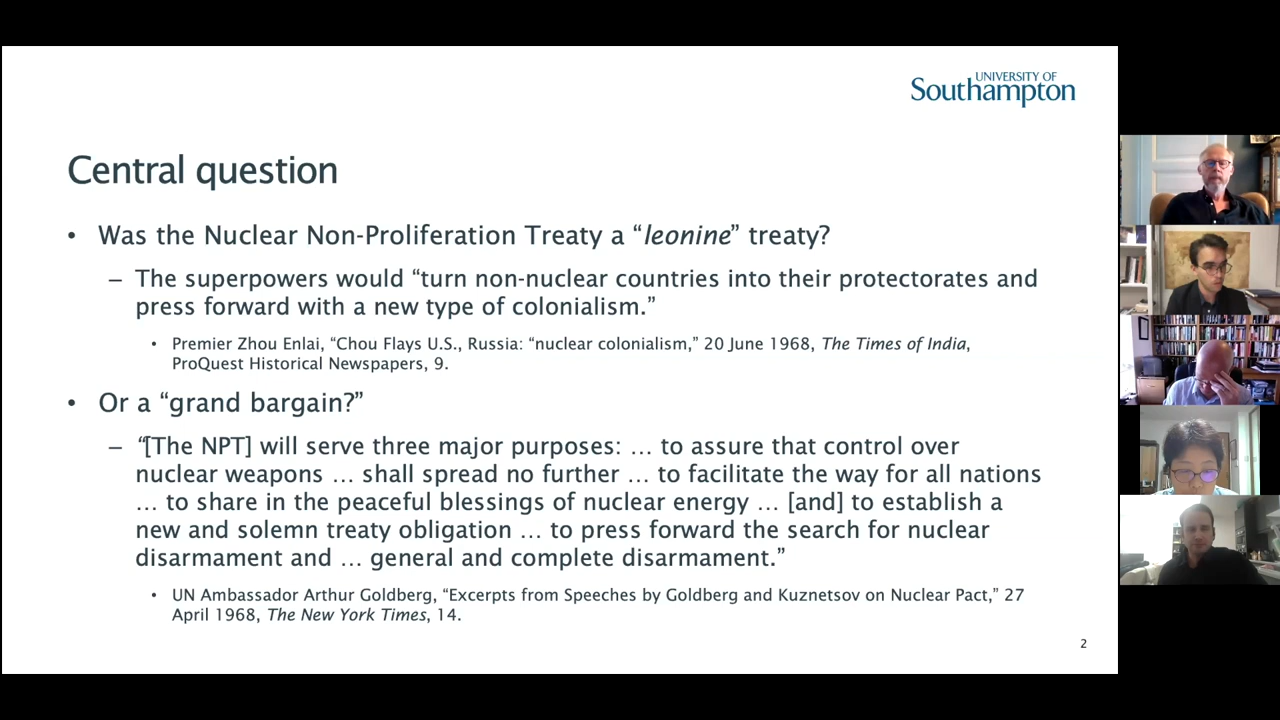 UNIVERSITY OF
Southampton
Central question
• Was the Nuclear Non-Proliferation Treaty a “leonine” treaty?
– The superpowers would “turn non-nuclear countries into their protectorates and
press forward with a new type of colonialism.”
• Premier Zhou Enlai, “Chou Flays U.S., Russia: “nuclear colonialism,” 20 June 1968, The Times of India,
ProQuest Historical Newspapers, 9.
• Or a “grand bargain?”
– “[The NPT] will serve three major purposes: … to assure that control over
nuclear weapons … shall spread no further … to facilitate the way for all nations
… to share in the peaceful blessings of nuclear energy … [and] to establish a
new and solemn treaty obligation … to press forward the search for nuclear
disarmament and … general and complete disarmament.”
• UN Ambassador Arthur Goldberg, “Excerpts from Speeches by Goldberg and Kuznetsov on Nuclear Pact,” 27
April 1968, The New York Times, 14.
2